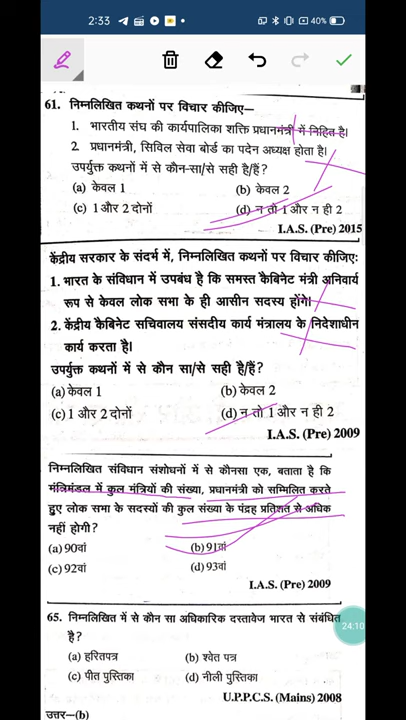 2:33
40%
61. निम्नलिखित कथनों पर विचार कीजिए–
1. भारतीय संघ की कार्यपालिका शक्ति प्रधानमंत्री में निहित है।
2. प्रधानमंत्री, सिविल सेवा बोर्ड का पदेन अध्यक्ष होता है।
उपर्युक्त कथनों में से कौन-सा/से सही है/हैं?
(a) केवल 1 (b) केवल 2
(c) 1 और 2 दोनों (d) न तो 1 और न ही 2
I.A.S. (Pre) 2015
केंद्रीय सरकार के संदर्भ में, निम्नलिखित कथनों पर विचार कीजिए:
1. भारत के संविधान में उपबंध है कि समस्त कैबिनेट मंत्री अनिवार्य
रूप से केवल लोक सभा के ही आसीन सदस्य होंगे।
2. केंद्रीय कैबिनेट सचिवालय संसदीय कार्य मंत्रालय के निदेशाधीन
कार्य करता है।
उपर्युक्त कथनों में से कौन सा/से सही है/हैं?
(a) केवल 1 (b) केवल 2
(c) 1 और 2 दोनों (d) न तो 1 और न ही 2
I.A.S. (Pre) 2009
निम्नलिखित संविधान संशोधनों में से कौनसा एक, बताता है कि
मंत्रिमंडल में कुल मंत्रियों की संख्या, प्रधानमंत्री को सम्मिलित करते
हुए लोक सभा के सदस्यों की कुल संख्या के पंद्रह प्रतिशत से अधिक
नहीं होगी?
(a) 90वां (b) 91वां
(c) 92वां (d) 93वां
I.A.S. (Pre) 2009
24:10
65. निम्नलिखित में से कौन सा अधिकारिक दस्तावेज भारत से संबंधित
है?
(a) हरितपत्र (b) श्वेत पत्र
(c) पीत पुस्तिका (d) नीली पुस्तिका
U.P.P.C.S. (Mains) 2008
उत्तर–(b)